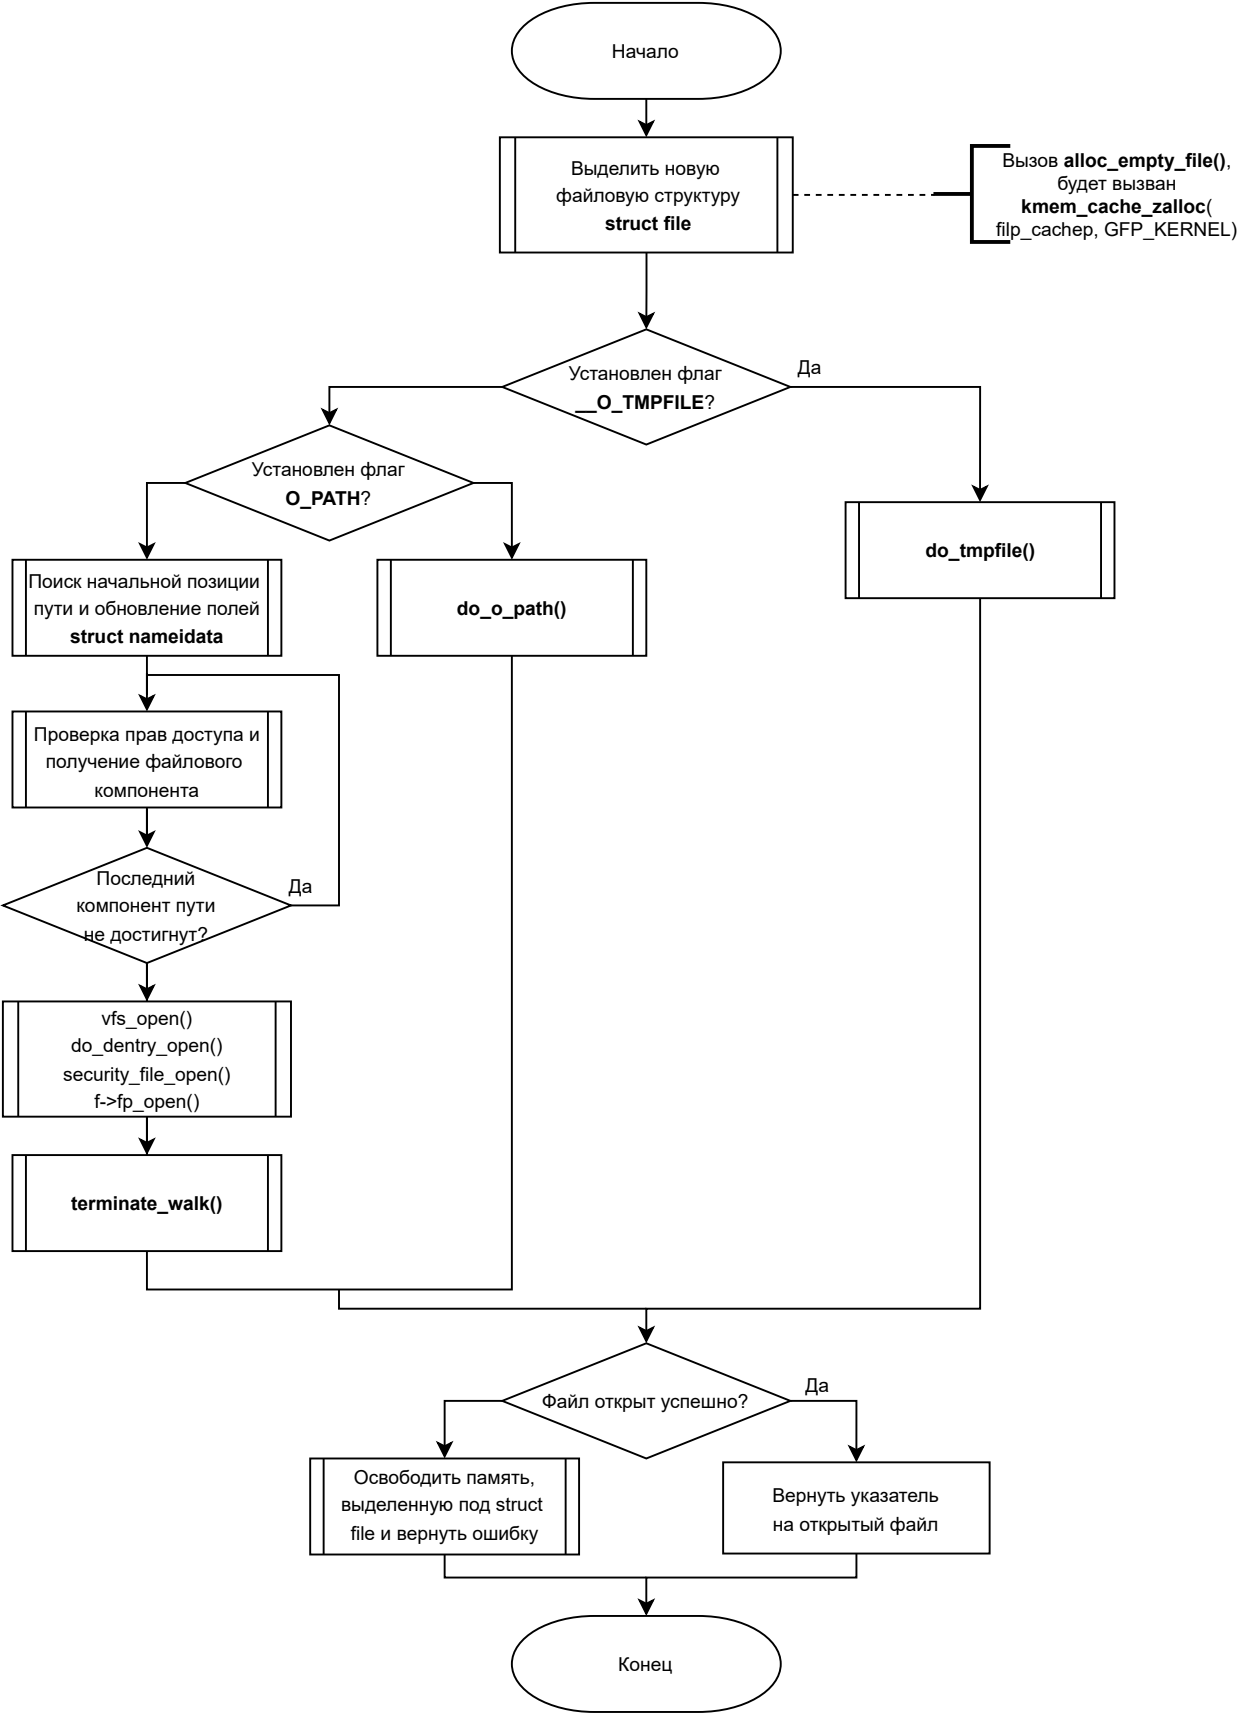 Начало
Выделить новую
файловую структуру
struct file
Вызов alloc_empty_file(),
будет вызван
kmem_cache_zalloc(
filp_cachep, GFP_KERNEL)
Установлен флаг
__O_TMPFILE?
Да
Установлен флаг
O_PATH?
do_tmpfile()
Поиск начальной позиции
пути и обновление полей
struct nameidata
do_o_path()
Проверка прав доступа и
получение файлового
компонента
Последний
компонент пути
не достигнут?
Да
vfs_open()
do_dentry_open()
security_file_open()
f->fp_open()
terminate_walk()
Файл открыт успешно?
Да
Освободить память,
выделенную под struct
file и вернуть ошибку
Вернуть указатель
на открытый файл
Конец